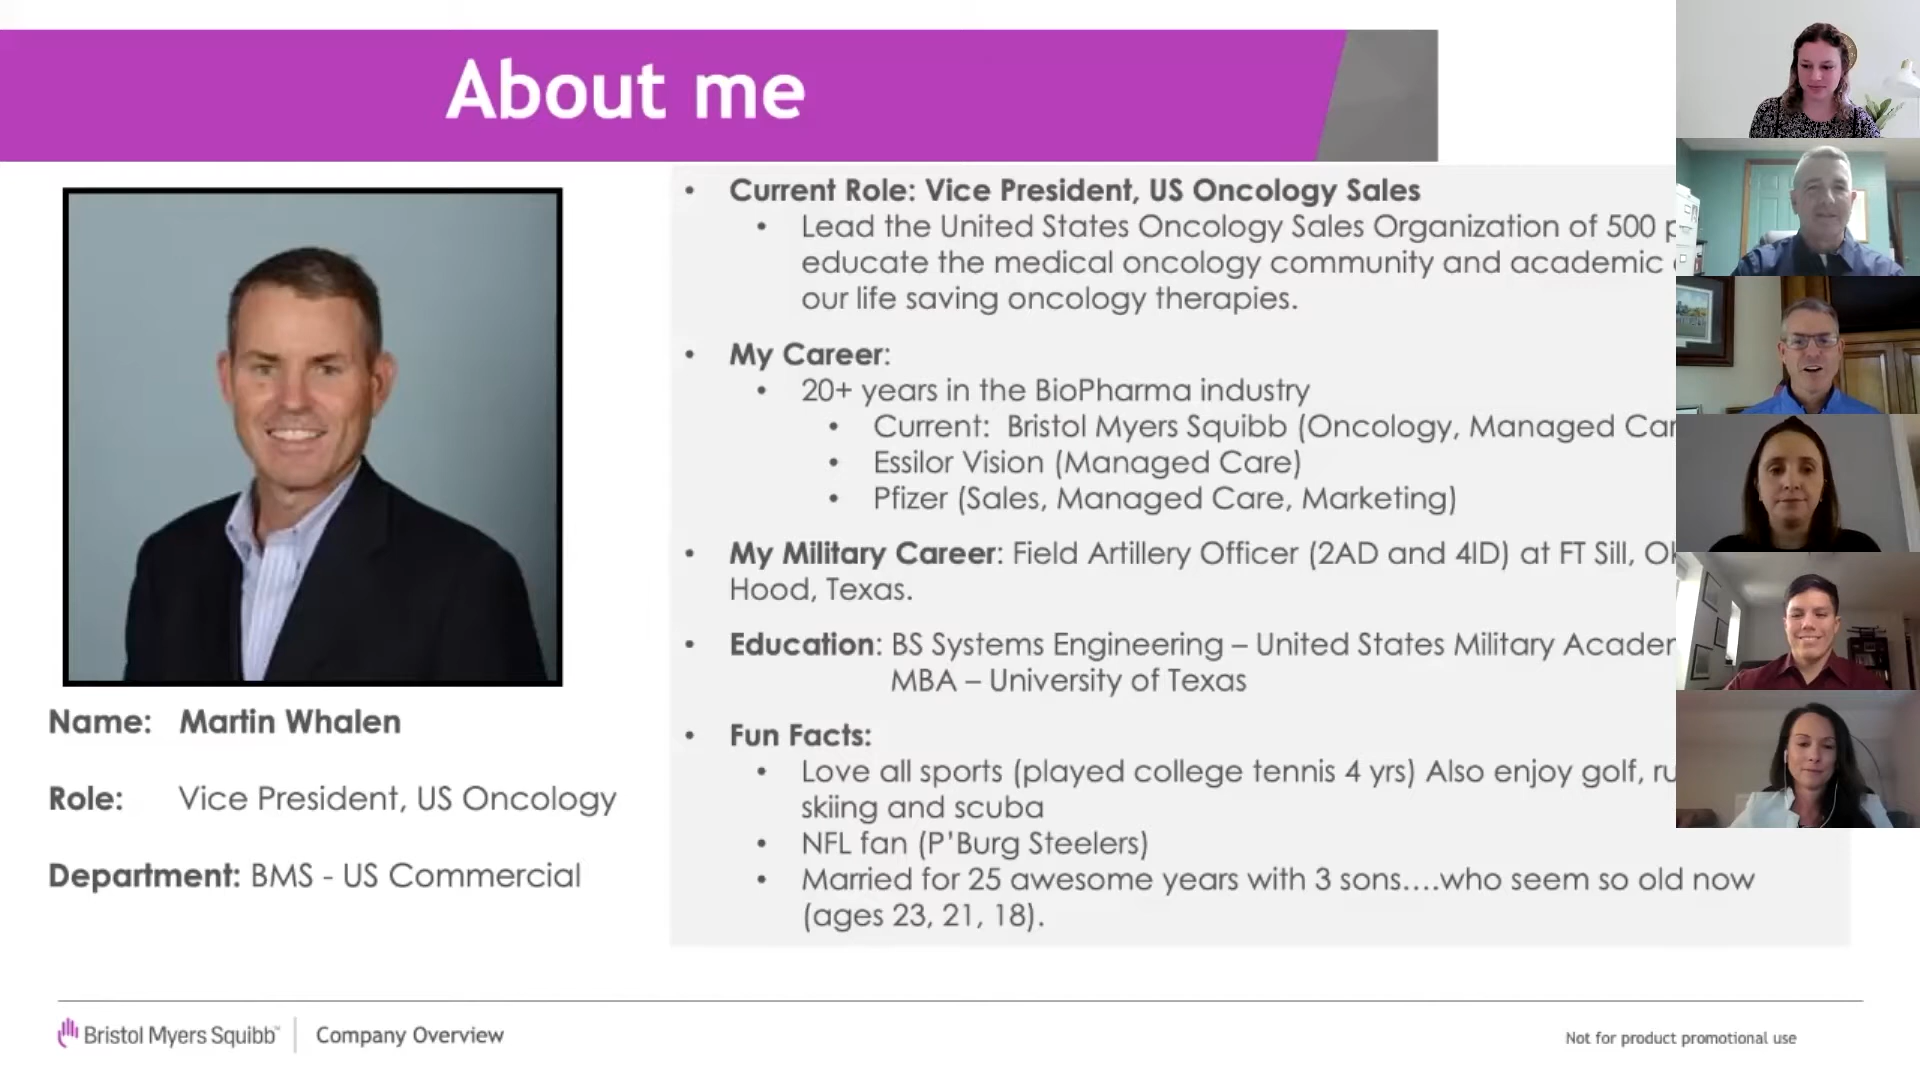 About me
• Current Role: Vice President, US Oncology Sales
• Lead the United States Oncology Sales Organization of 500
educate the medical oncology community and academic
our life saving oncology therapies.
• My Career:
• 20+ years in the BioPharma industry
• Current: Bristol Myers Squibb (Oncology, Managed Car
• Essilor Vision (Managed Care)
• Pfizer (Sales, Managed Care, Marketing)
• My Military Career: Field Artillery Officer (2AD and 4ID) at FT Sill,
Hood, Texas.
• Education: BS Systems Engineering – United States Military Acade
MBA – University of Texas
• Fun Facts:
• Love all sports (played college tennis 4 yrs) Also enjoy golf, ru
skiing and scuba
• NFL fan (P'Burg Steelers)
• Married for 25 awesome years with 3 sons….who seem so old now
(ages 23, 21, 18).
Name: Martin Whalen
Role: Vice President, US Oncology
Department: BMS - US Commercial
Bristol Myers Squibb™ Company Overview
Not for product promotional use